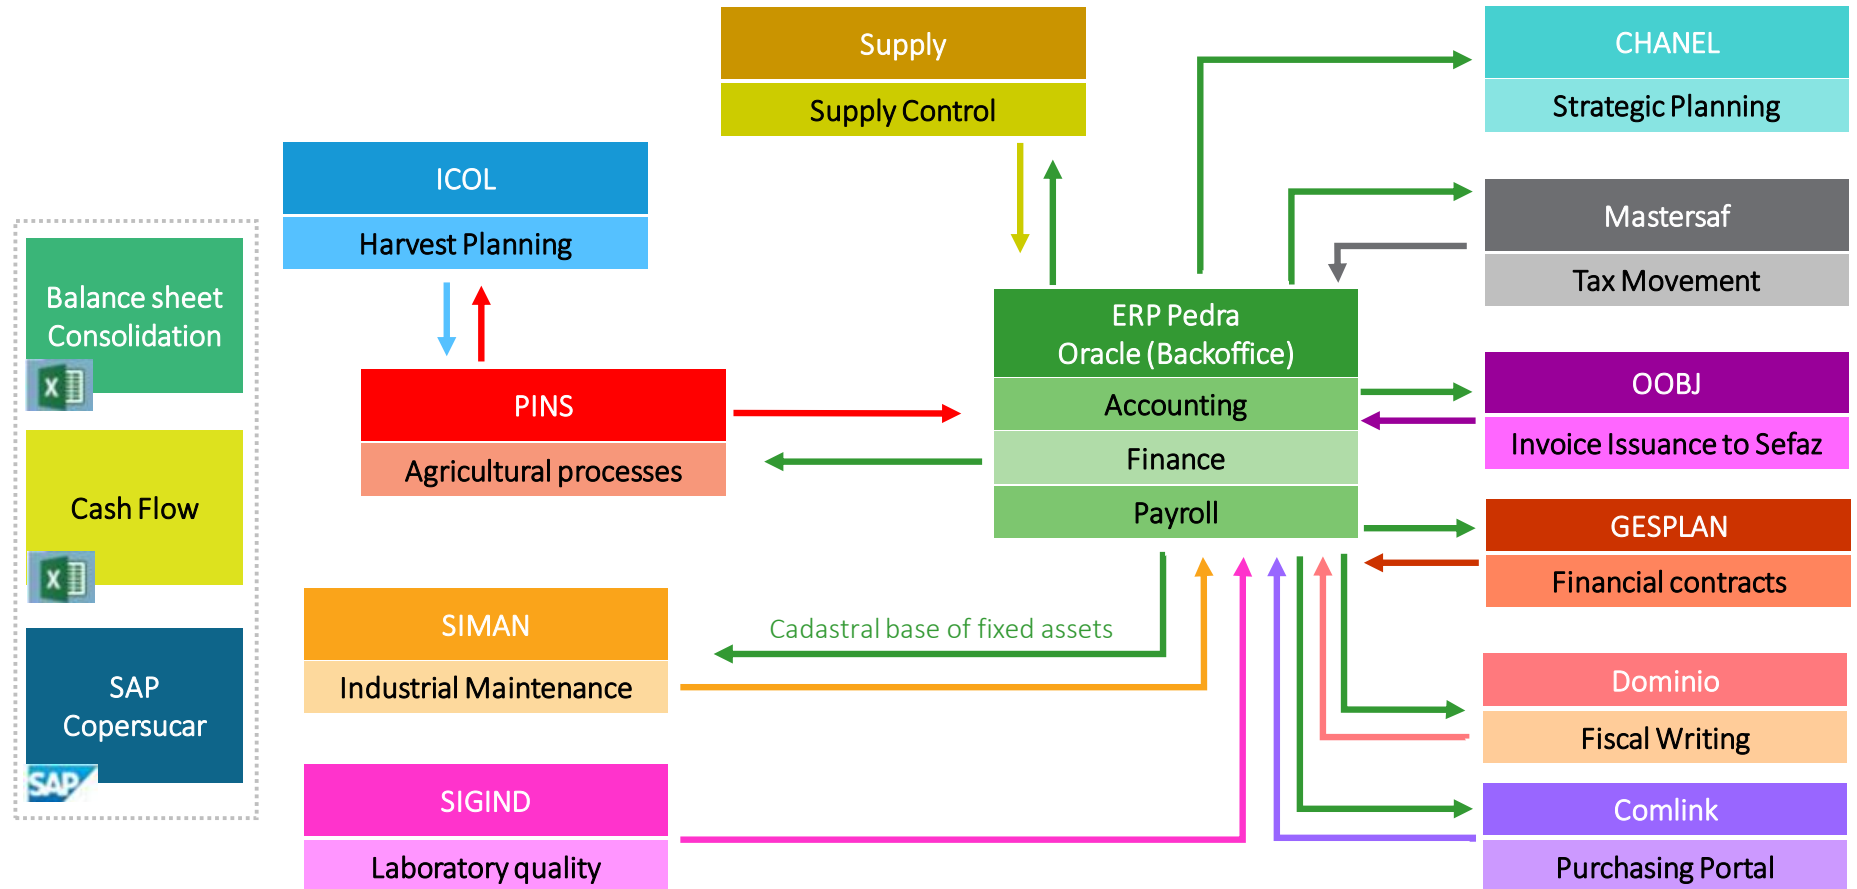 Supply
Supply Control
CHANEL
Strategic Planning
ICOL
Harvest Planning
Mastersaf
Tax Movement
Balance sheet
Consolidation
X
ERP Pedra
Oracle (Backoffice)
Accounting
Finance
Payroll
PINS
Agricultural processes
OOBJ
Invoice Issuance to Sefaz
Cash Flow
X
GESPLAN
Financial contracts
SIMAN
Industrial Maintenance
Cadastral base of fixed assets
SAP
Copersucar
SAP
Dominio
Fiscal Writing
SIGIND
Laboratory quality
Comlink
Purchasing Portal